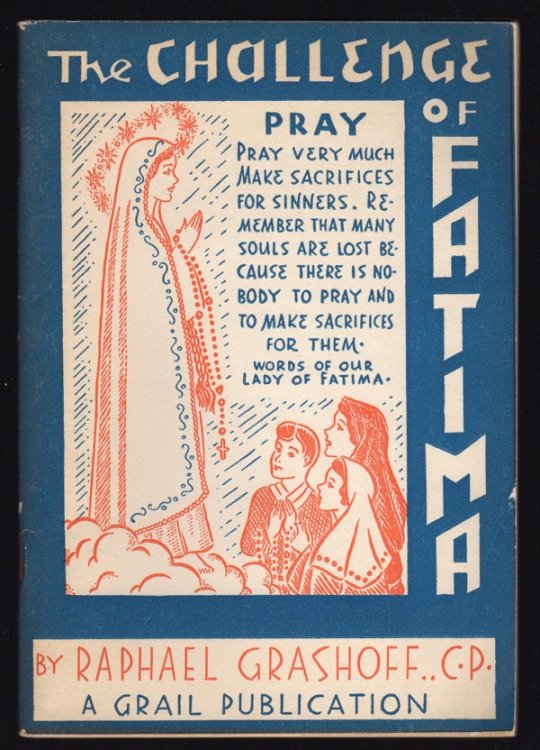 The CHALLENGE
OF
FATIMA
PRAY
PRAY VERY MUCH
MAKE SACRIFICES
FOR SINNERS. RE-
MEMBER THAT MANY
SOULS ARE LOST BE-
CAUSE THERE IS NO-
BODY TO PRAY AND
TO MAKE SACRIFICES
FOR THEM.
WORDS OF OUR
LADY OF FATIMA.
BY RAPHAEL GRASHOFF., C.P.
A GRAIL PUBLICATION